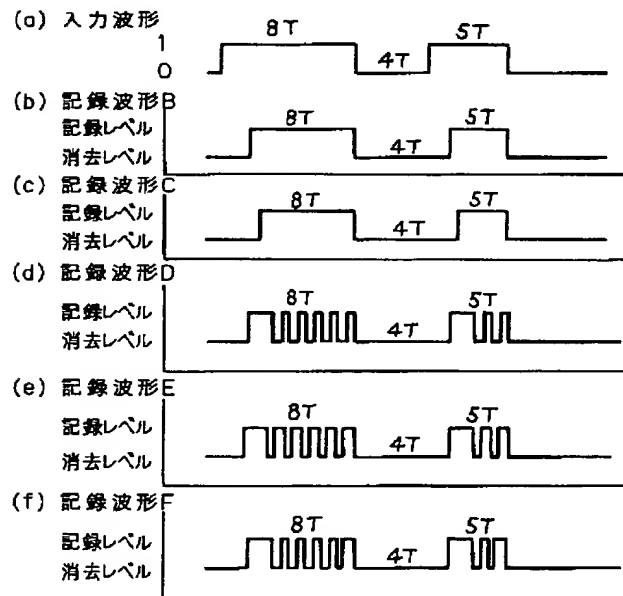 (a) 入力波形
8T
5T
1
0
4T
(b) 記録波形B
記録レベル
消去レベル
8T
4T
5T
(c) 記録波形C
記録レベル
消去レベル
8T
4T
5T
(d) 記録波形D
記録レベル
消去レベル
8T
4T
5T
(e) 記録波形E
記録レベル
消去レベル
8T
4T
5T
(f) 記録波形F
記録レベル
消去レベル
8T
4T
5T